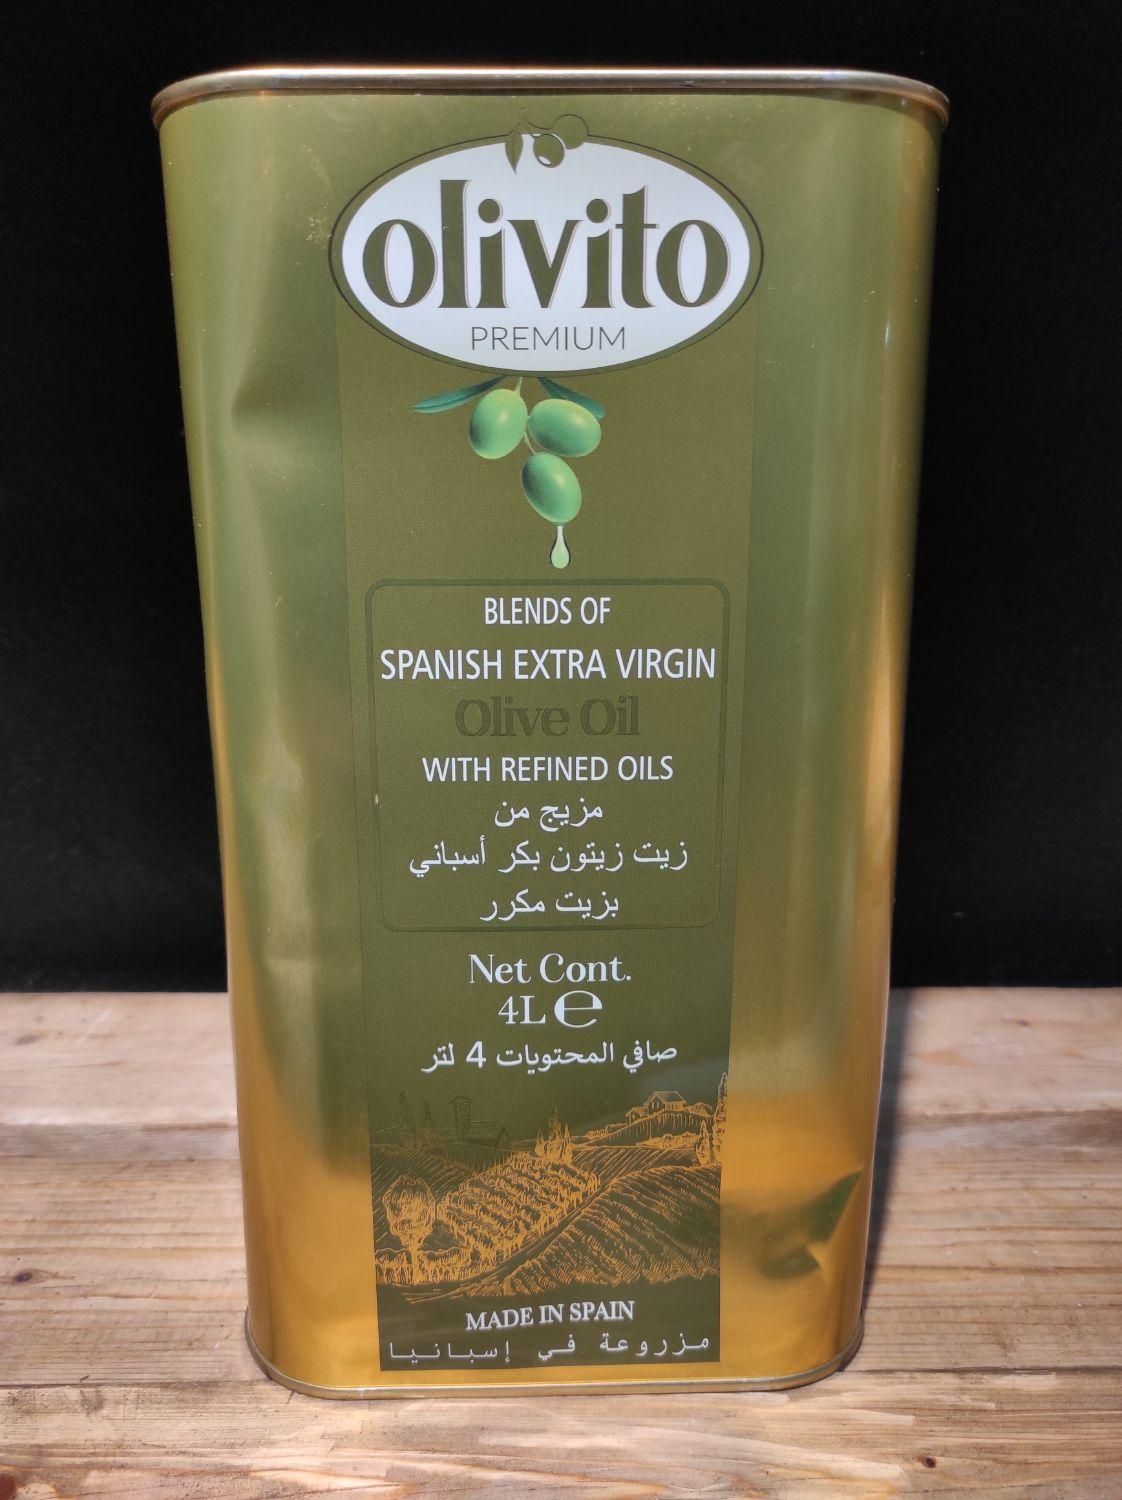 olivito
PREMIUM
BLENDS OF
SPANISH EXTRA VIRGIN
Olive Oil
WITH REFINED OILS
مزيج من
زيت زيتون بكر أسباني
بزيت مكرر
Net Cont.
4L ℮
صافي المحتويات 4 لتر
MADE IN SPAIN
مزروعة في إسبانيا